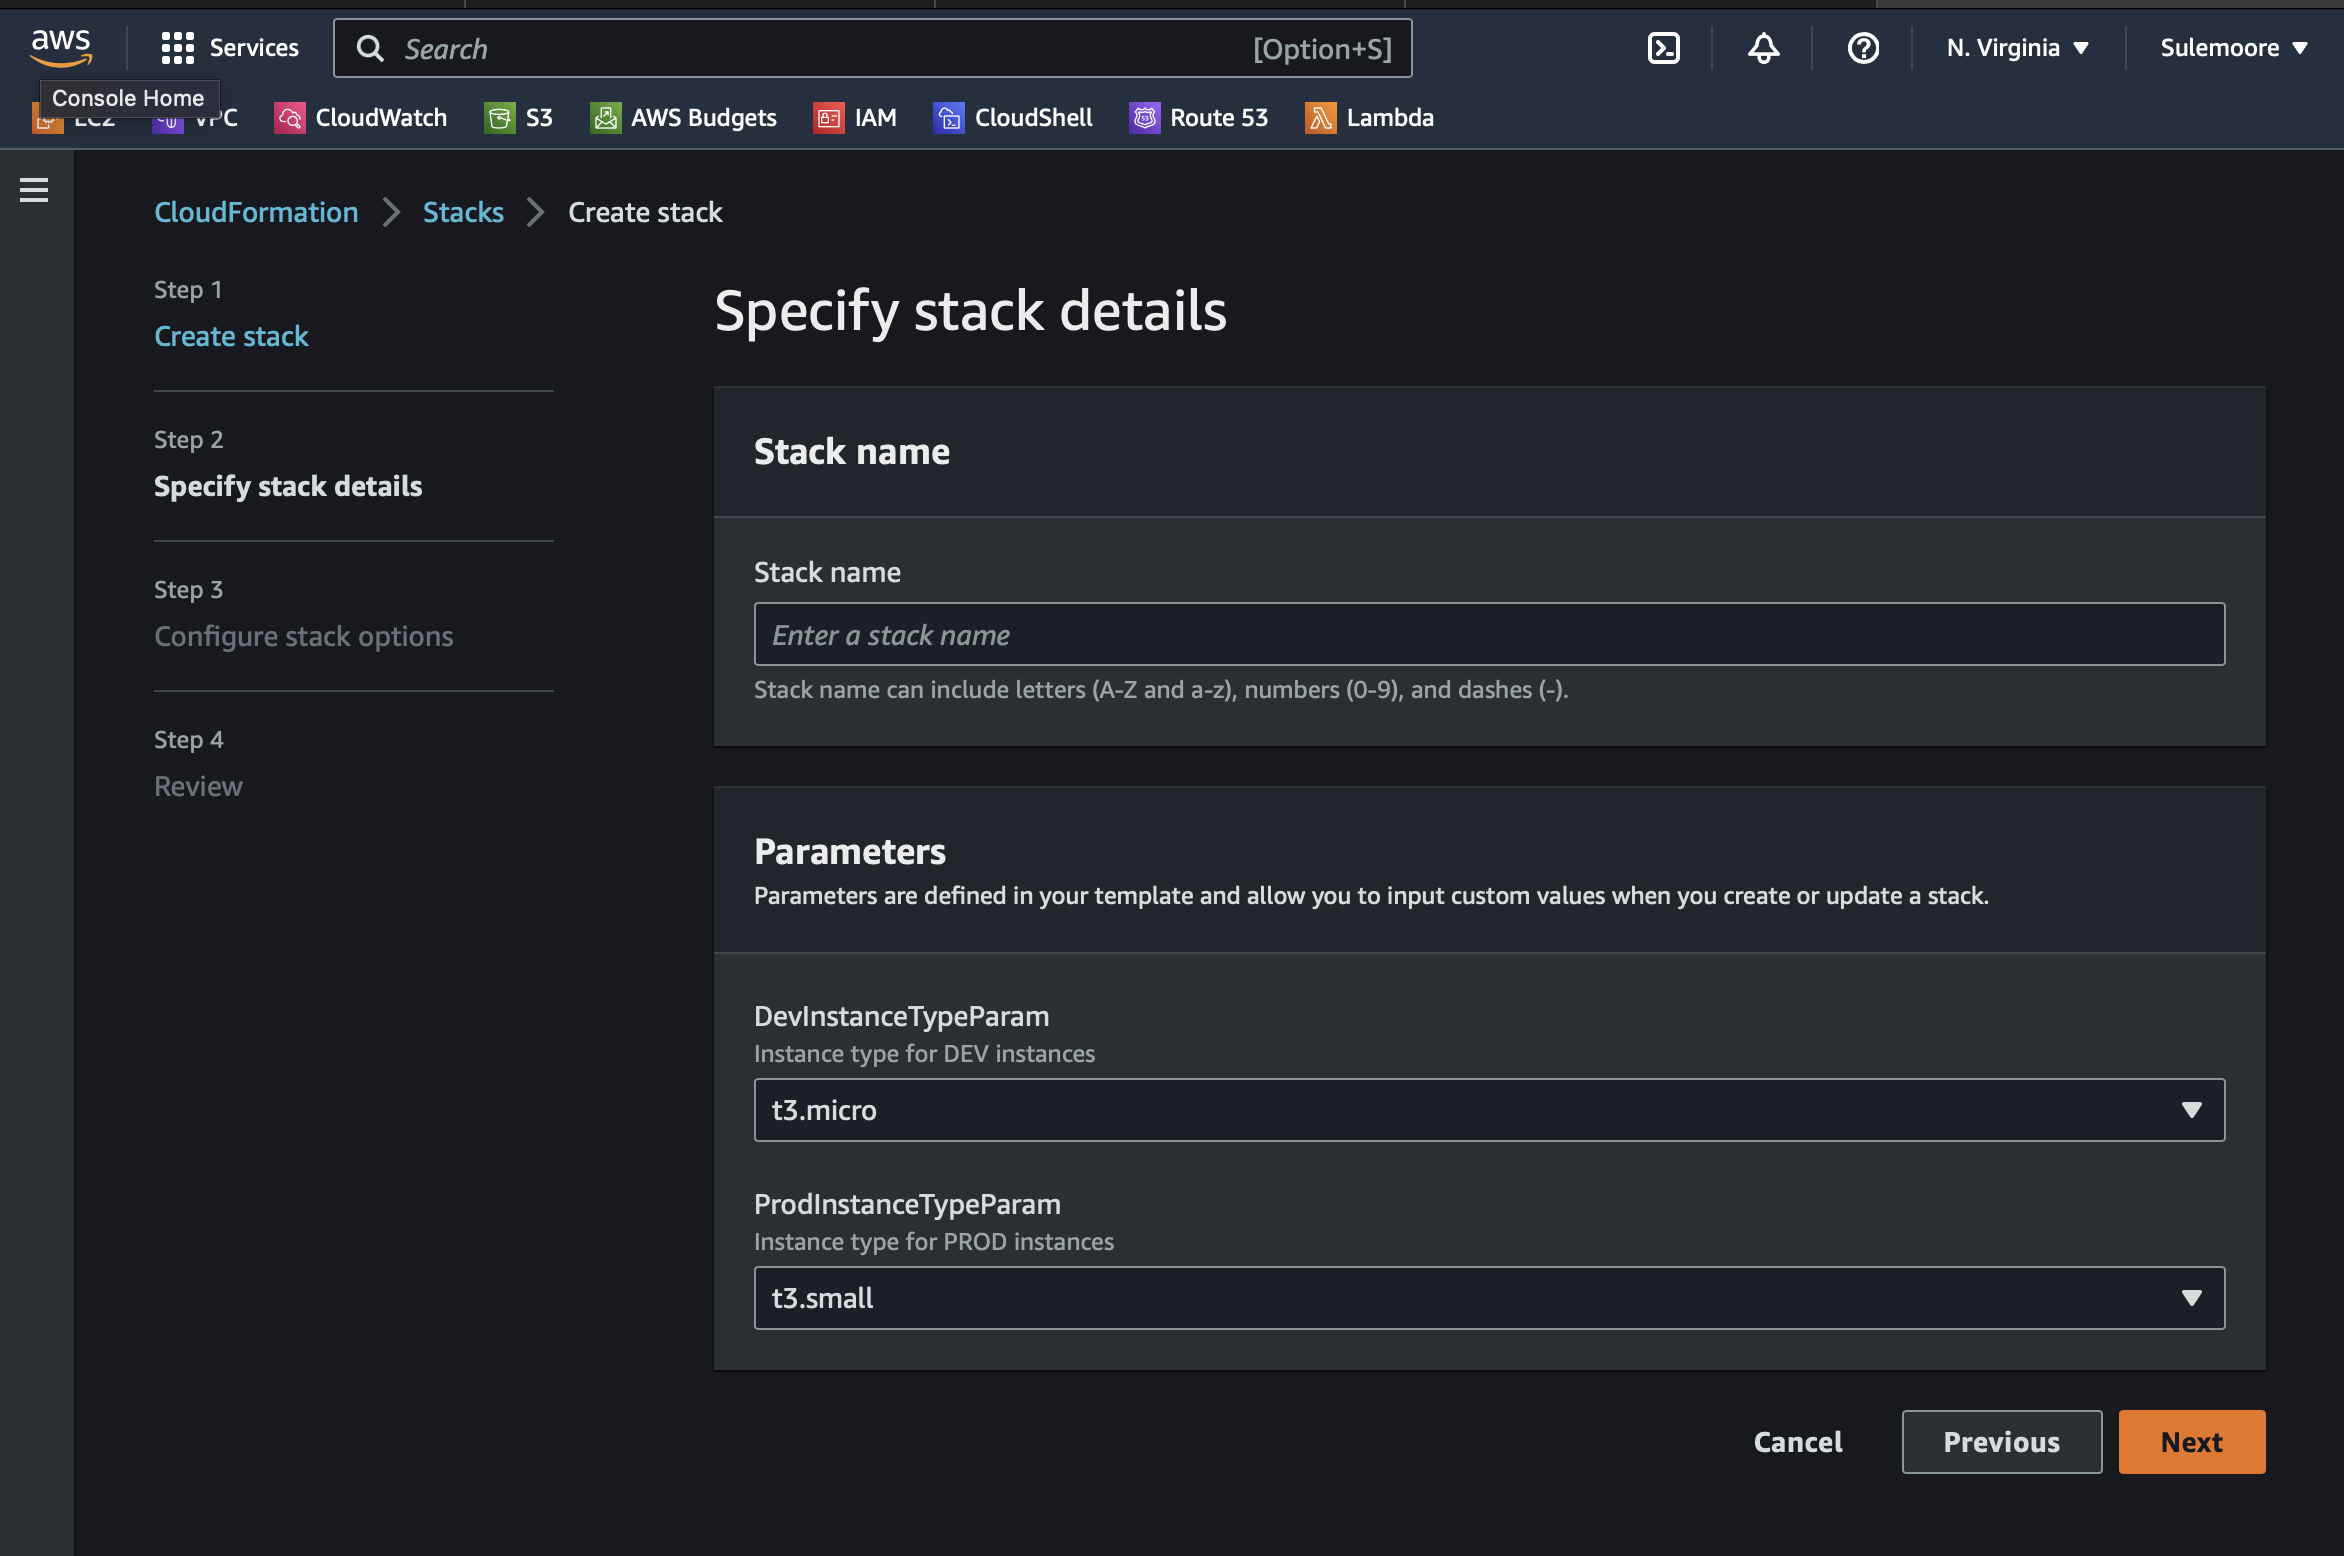 aws
Services
Search [Option+S]
N. Virginia
Sulemoore
Console Home
EC2
VPC
CloudWatch
S3
AWS Budgets
IAM
CloudShell
Route 53
Lambda
CloudFormation
Stacks
Create stack
Step 1
Create stack
Step 2
Specify stack details
Step 3
Configure stack options
Step 4
Review
Specify stack details
Stack name
Stack name
Enter a stack name
Stack name can include letters (A-Z and a-z), numbers (0-9), and dashes (-).
Parameters
Parameters are defined in your template and allow you to input custom values when you create or update a stack.
DevInstanceTypeParam
Instance type for DEV instances
t3.micro
ProdInstanceTypeParam
Instance type for PROD instances
t3.small
Cancel
Previous
Next